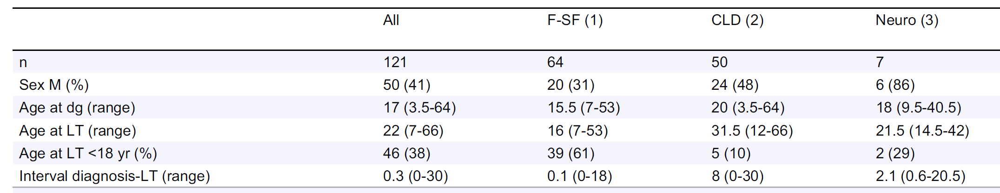 All F-SF (1) CLD (2) Neuro (3)
n 121 64 50 7
Sex M (%) 50 (41) 20 (31) 24 (48) 6 (86)
Age at dg (range) 17 (3.5-64) 15.5 (7-53) 20 (3.5-64) 18 (9.5-40.5)
Age at LT (range) 22 (7-66) 16 (7-53) 31.5 (12-66) 21.5 (14.5-42)
Age at LT <18 yr (%) 46 (38) 39 (61) 5 (10) 2 (29)
Interval diagnosis-LT (range) 0.3 (0-30) 0.1 (0-18) 8 (0-30) 2.1 (0.6-20.5)